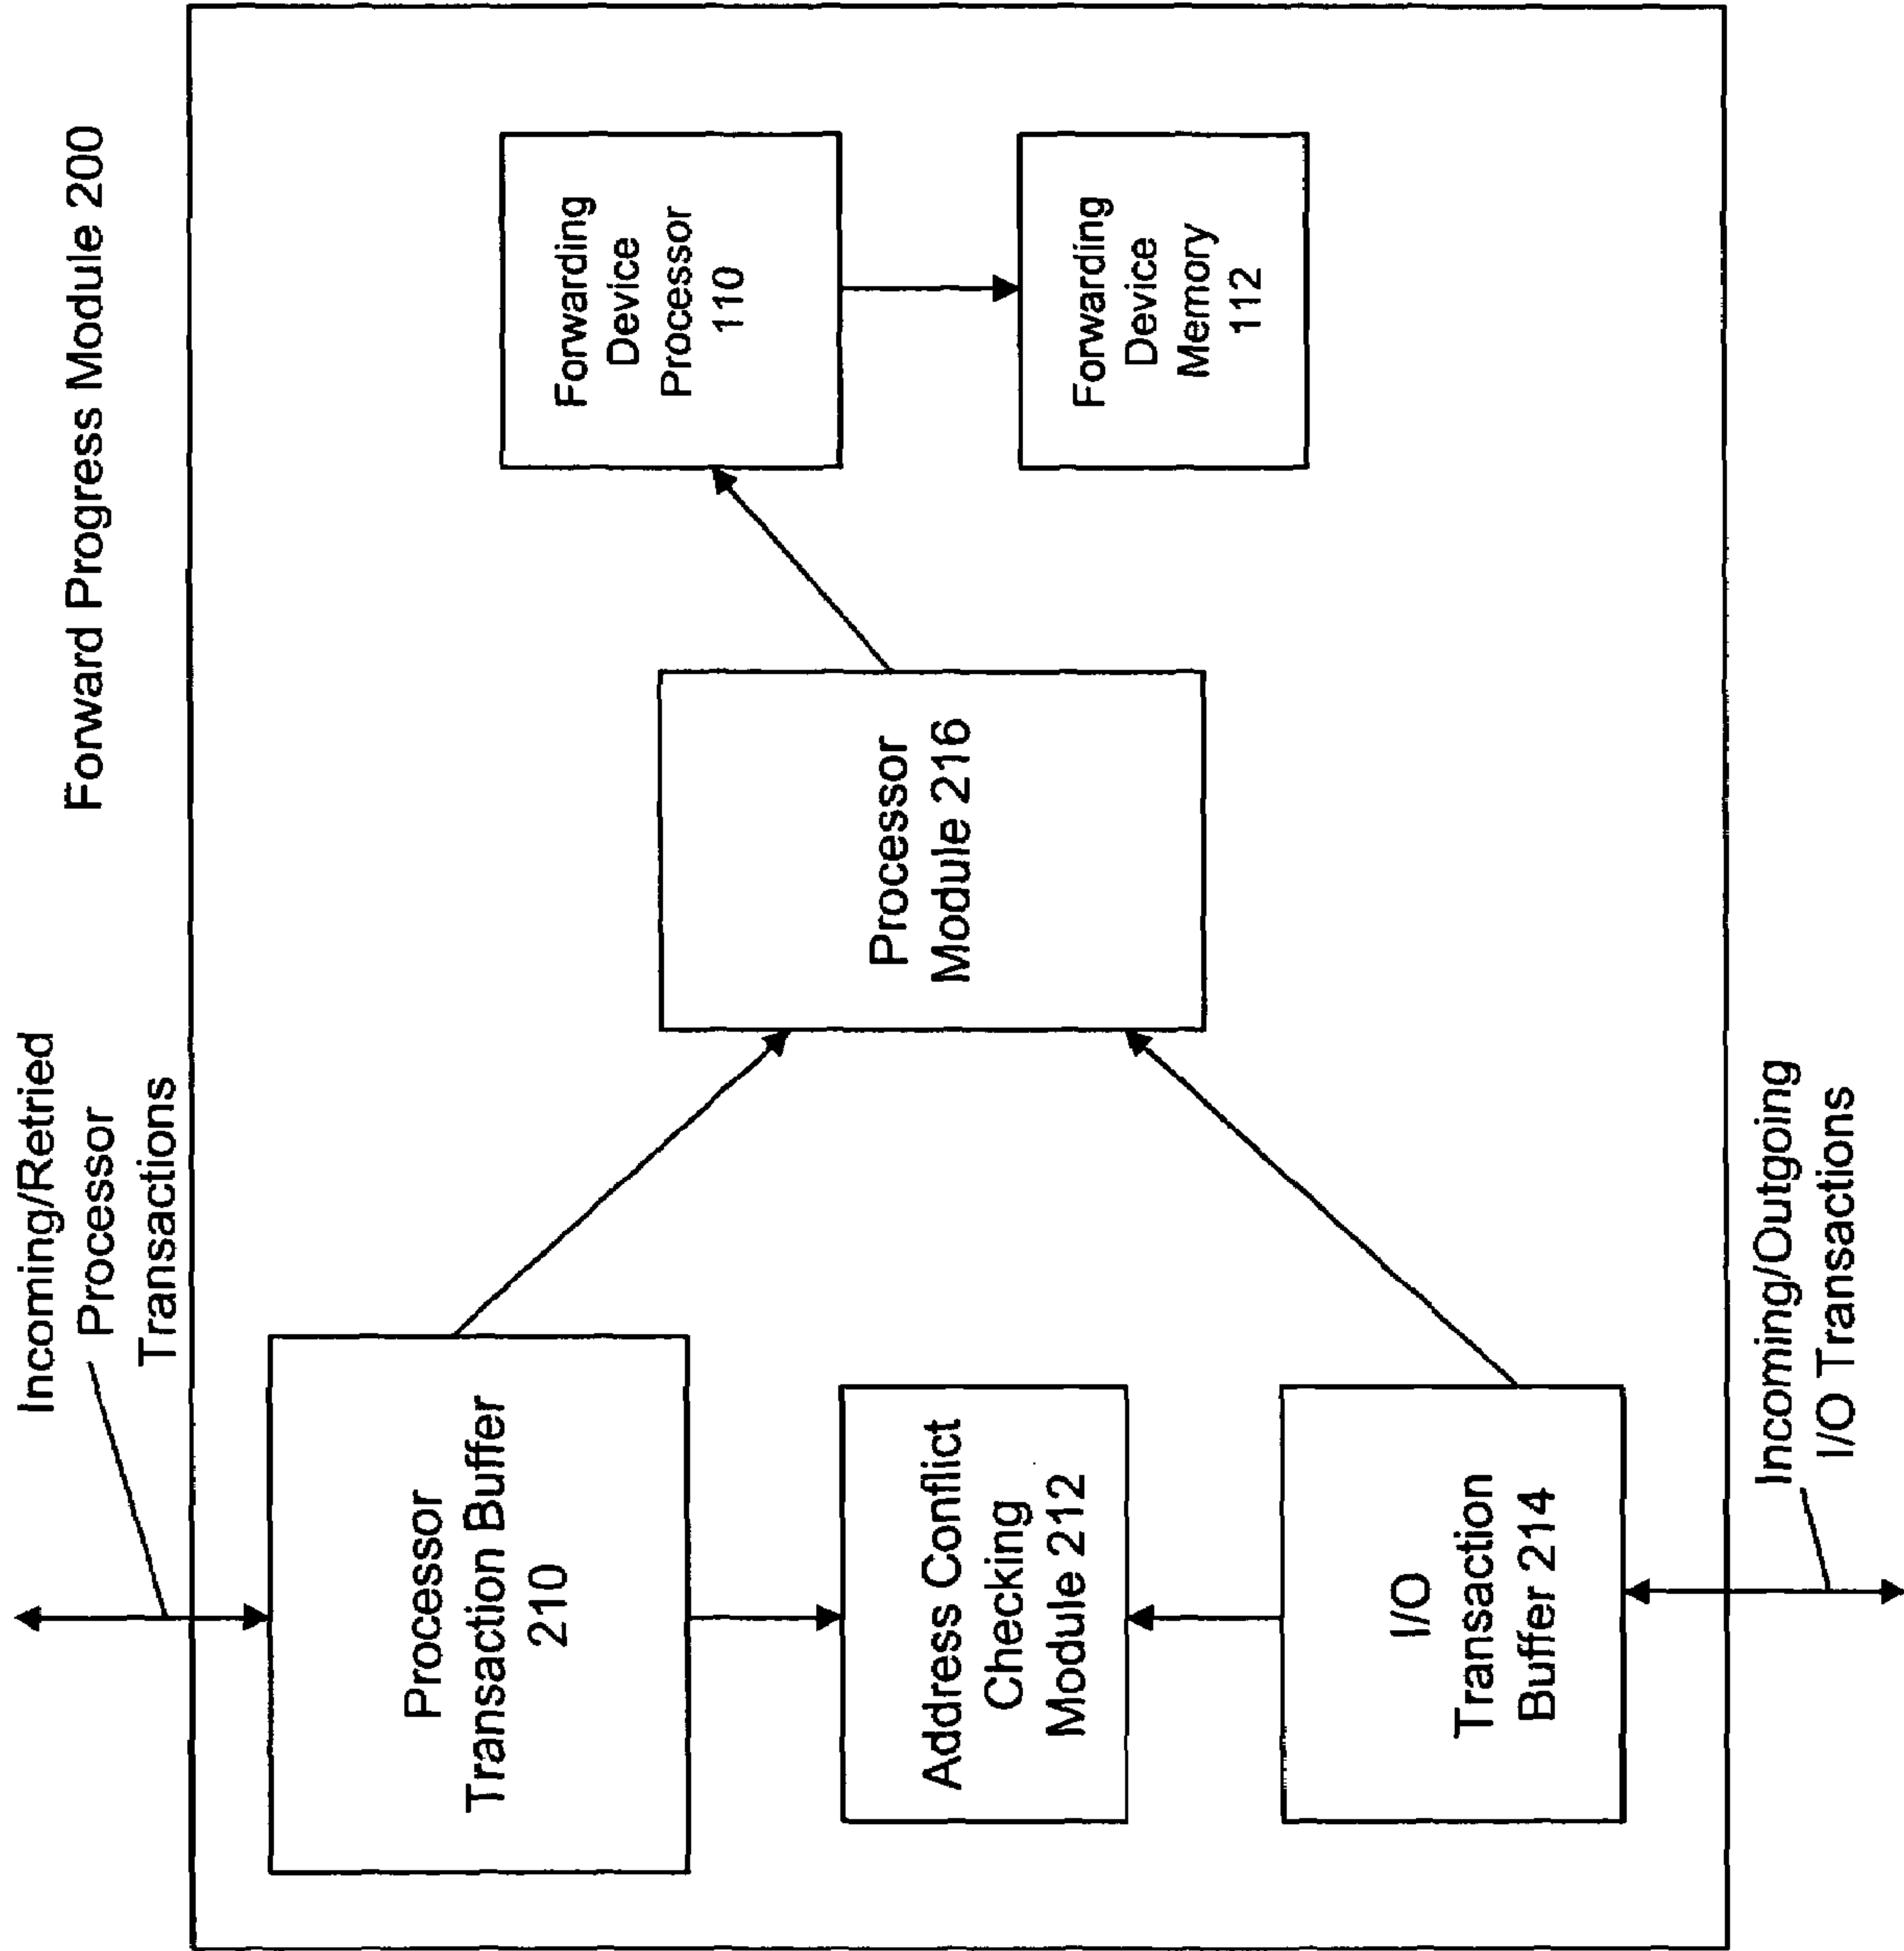 Forward Progress Module 200
Incoming/Retried
Processor
Transactions
Processor
Transaction Buffer
210
Address Conflict
Checking
Module 212
I/O
Transaction
Buffer 214
Processor
Module 216
Forwarding
Device
Processor
110
Forwarding
Device
Memory
112
Incoming/Outgoing
I/O Transactions